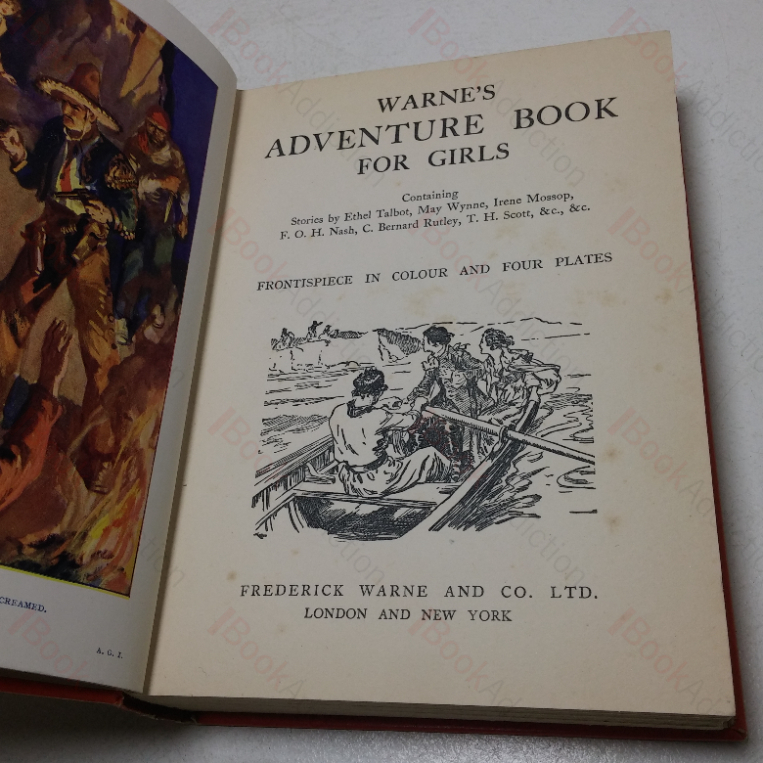 WARNE'S
ADVENTURE BOOK
FOR GIRLS
Containing
Stories by Ethel Talbot, May Wynne, Irene Mossop,
F. O. H. Nash, C. Bernard Rutley, T. H. Scott, &c., &c.
FRONTISPIECE IN COLOUR AND FOUR PLATES
FREDERICK WARNE AND CO. LTD.
LONDON AND NEW YORK
CREAMED.
A. G. I.
BookAddiction